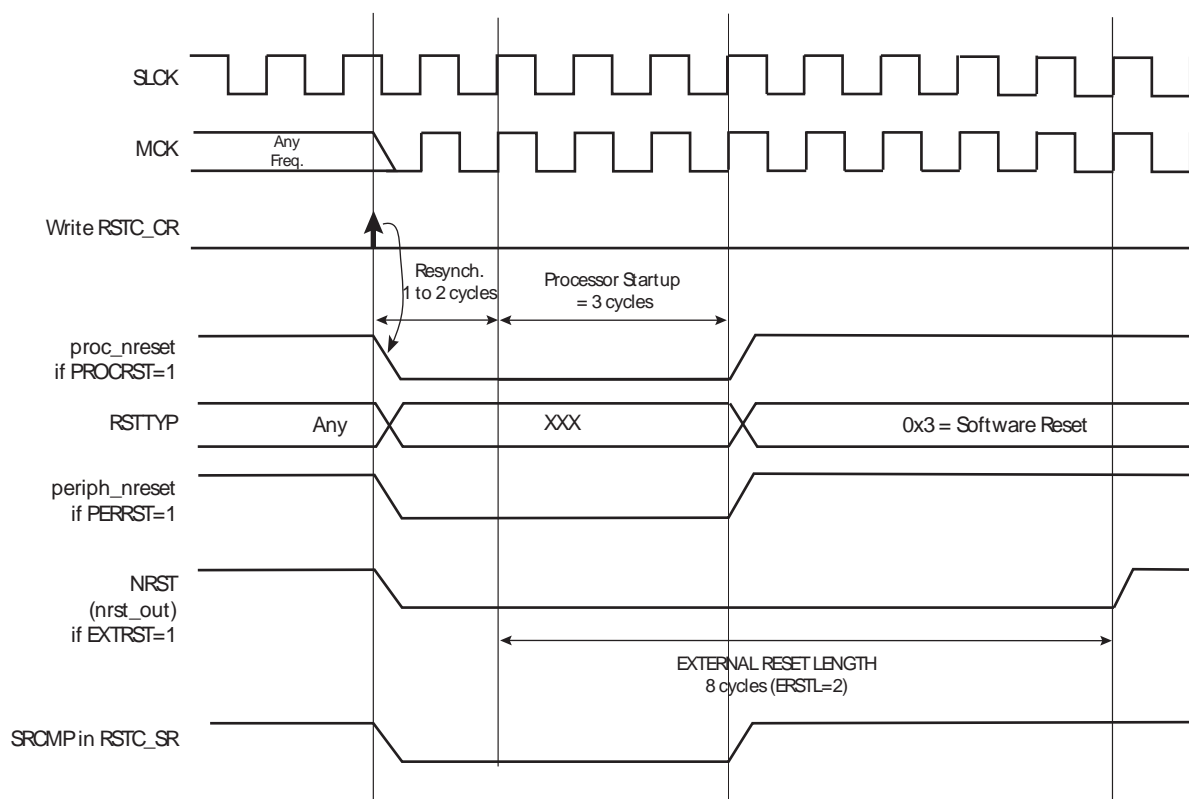 SLCK
MCK
Any
Freq.
Write RSTC_CR
Resynch.
1 to 2 cycles
Processor Startup
= 3 cycles
proc_nreset
if PROCRST=1
RSTTYP
Any
XXX
0x3 = Software Reset
periph_nreset
if PERRST=1
NRST
(nrst_out)
if EXTRST=1
EXTERNAL RESET LENGTH
8 cycles (ERSTL=2)
SRCMP in RSTC_SR